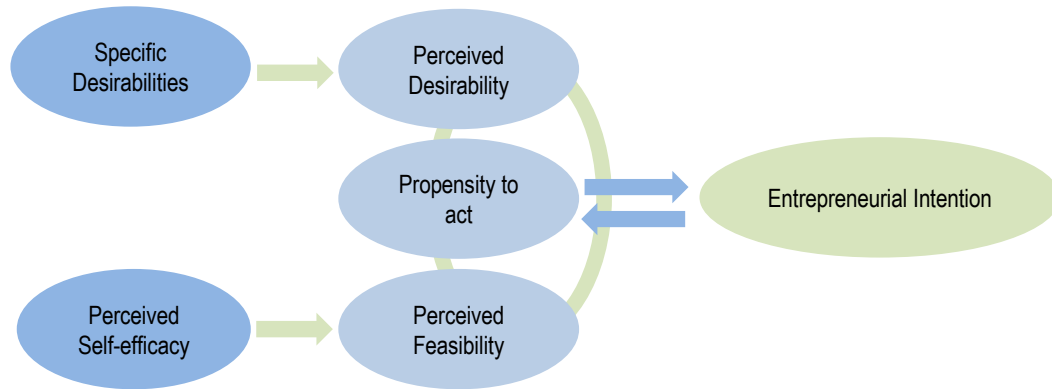 Specific
Desirabilities
Perceived
Desirability
Propensity to
act
Entrepreneurial Intention
Perceived
Self-efficacy
Perceived
Feasibility